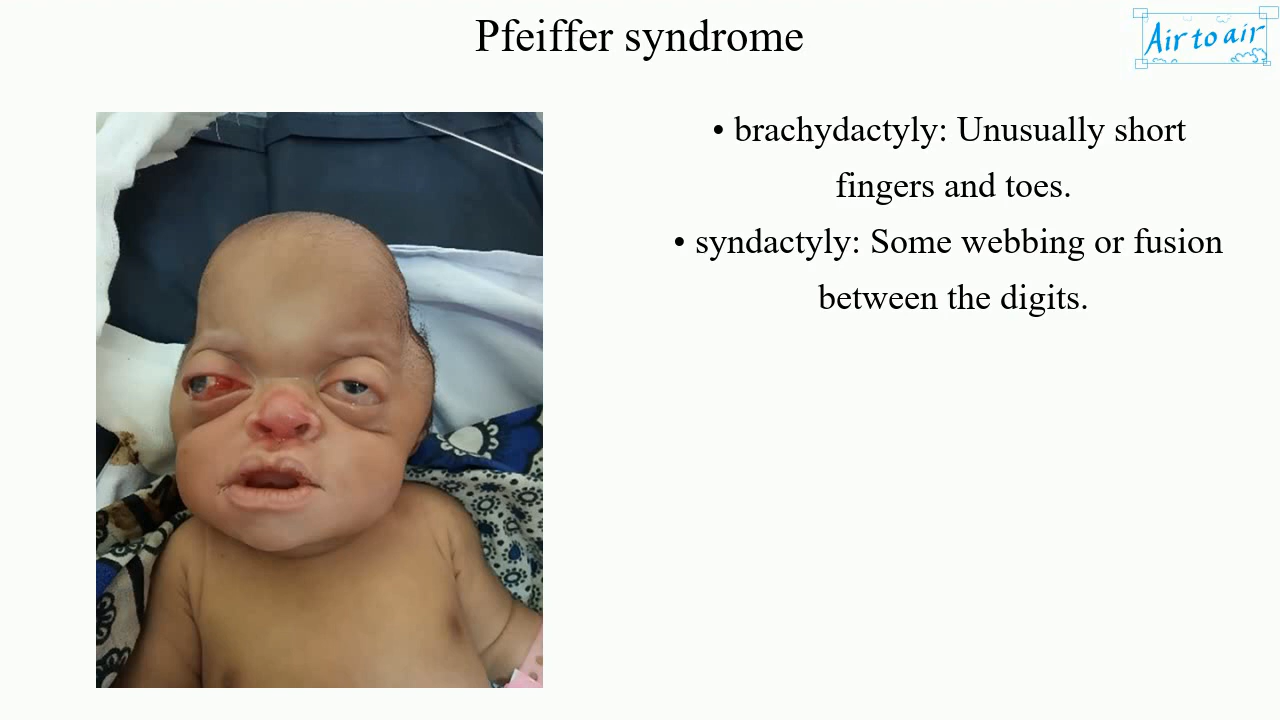 Pfeiffer syndrome
Air to air
• brachydactyly: Unusually short
fingers and toes.
• syndactyly: Some webbing or fusion
between the digits.